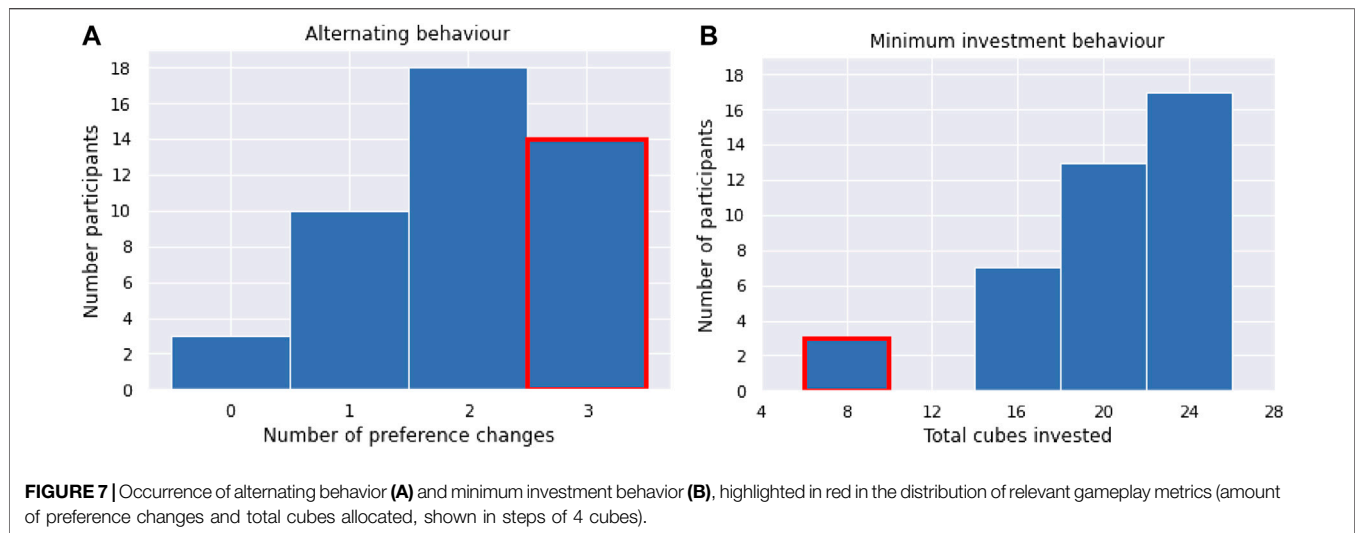 A
Alternating behaviour
18
16
14
12
10
8
6
4
2
0
Number participants
0 1 2 3
Number of preference changes
B
Minimum investment behaviour
18
16
14
12
10
8
6
4
2
0
Number of participants
4 8 12 16 20 24 28
Total cubes invested
FIGURE 7 | Occurrence of alternating behavior (A) and minimum investment behavior (B), highlighted in red in the distribution of relevant gameplay metrics (amount
of preference changes and total cubes allocated, shown in steps of 4 cubes).